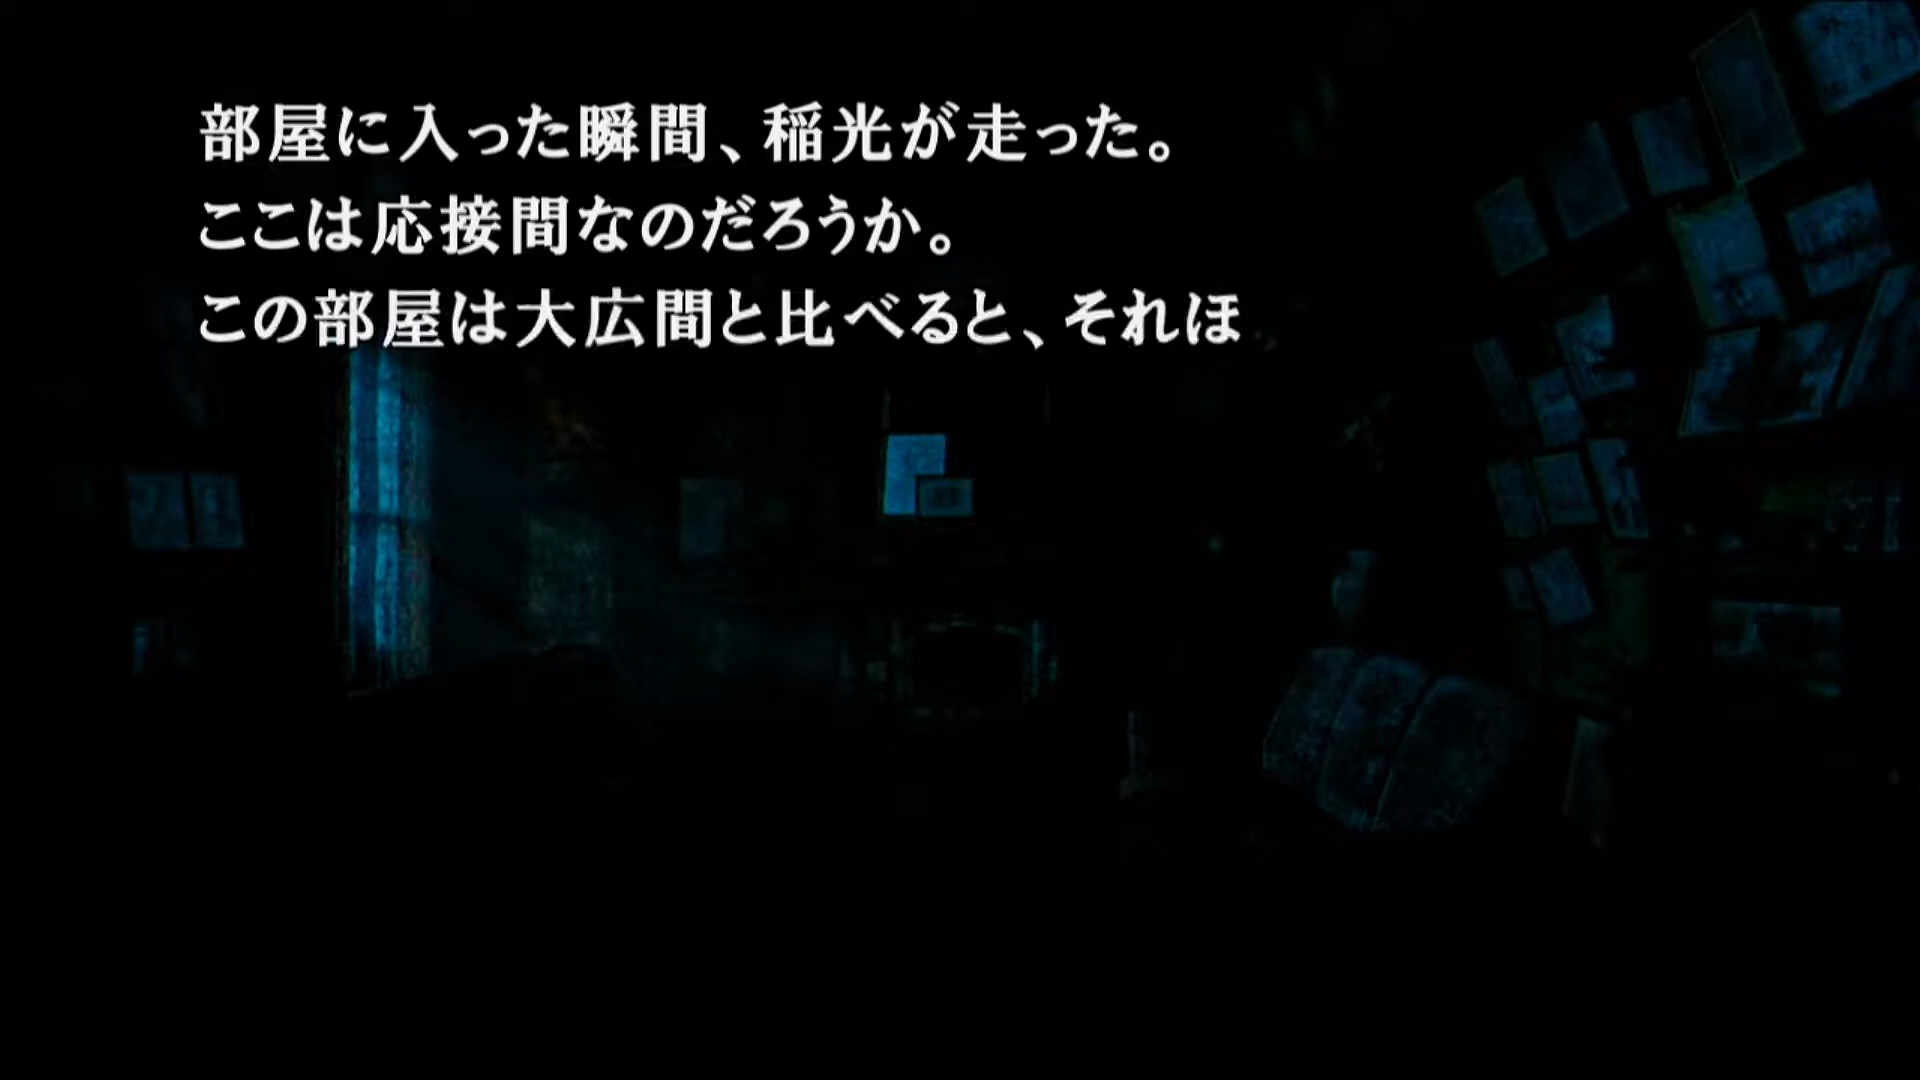 部屋に入った瞬間、稲光が走った。
ここは応接間なのだろうか。
この部屋は大広間と比べると、それほ